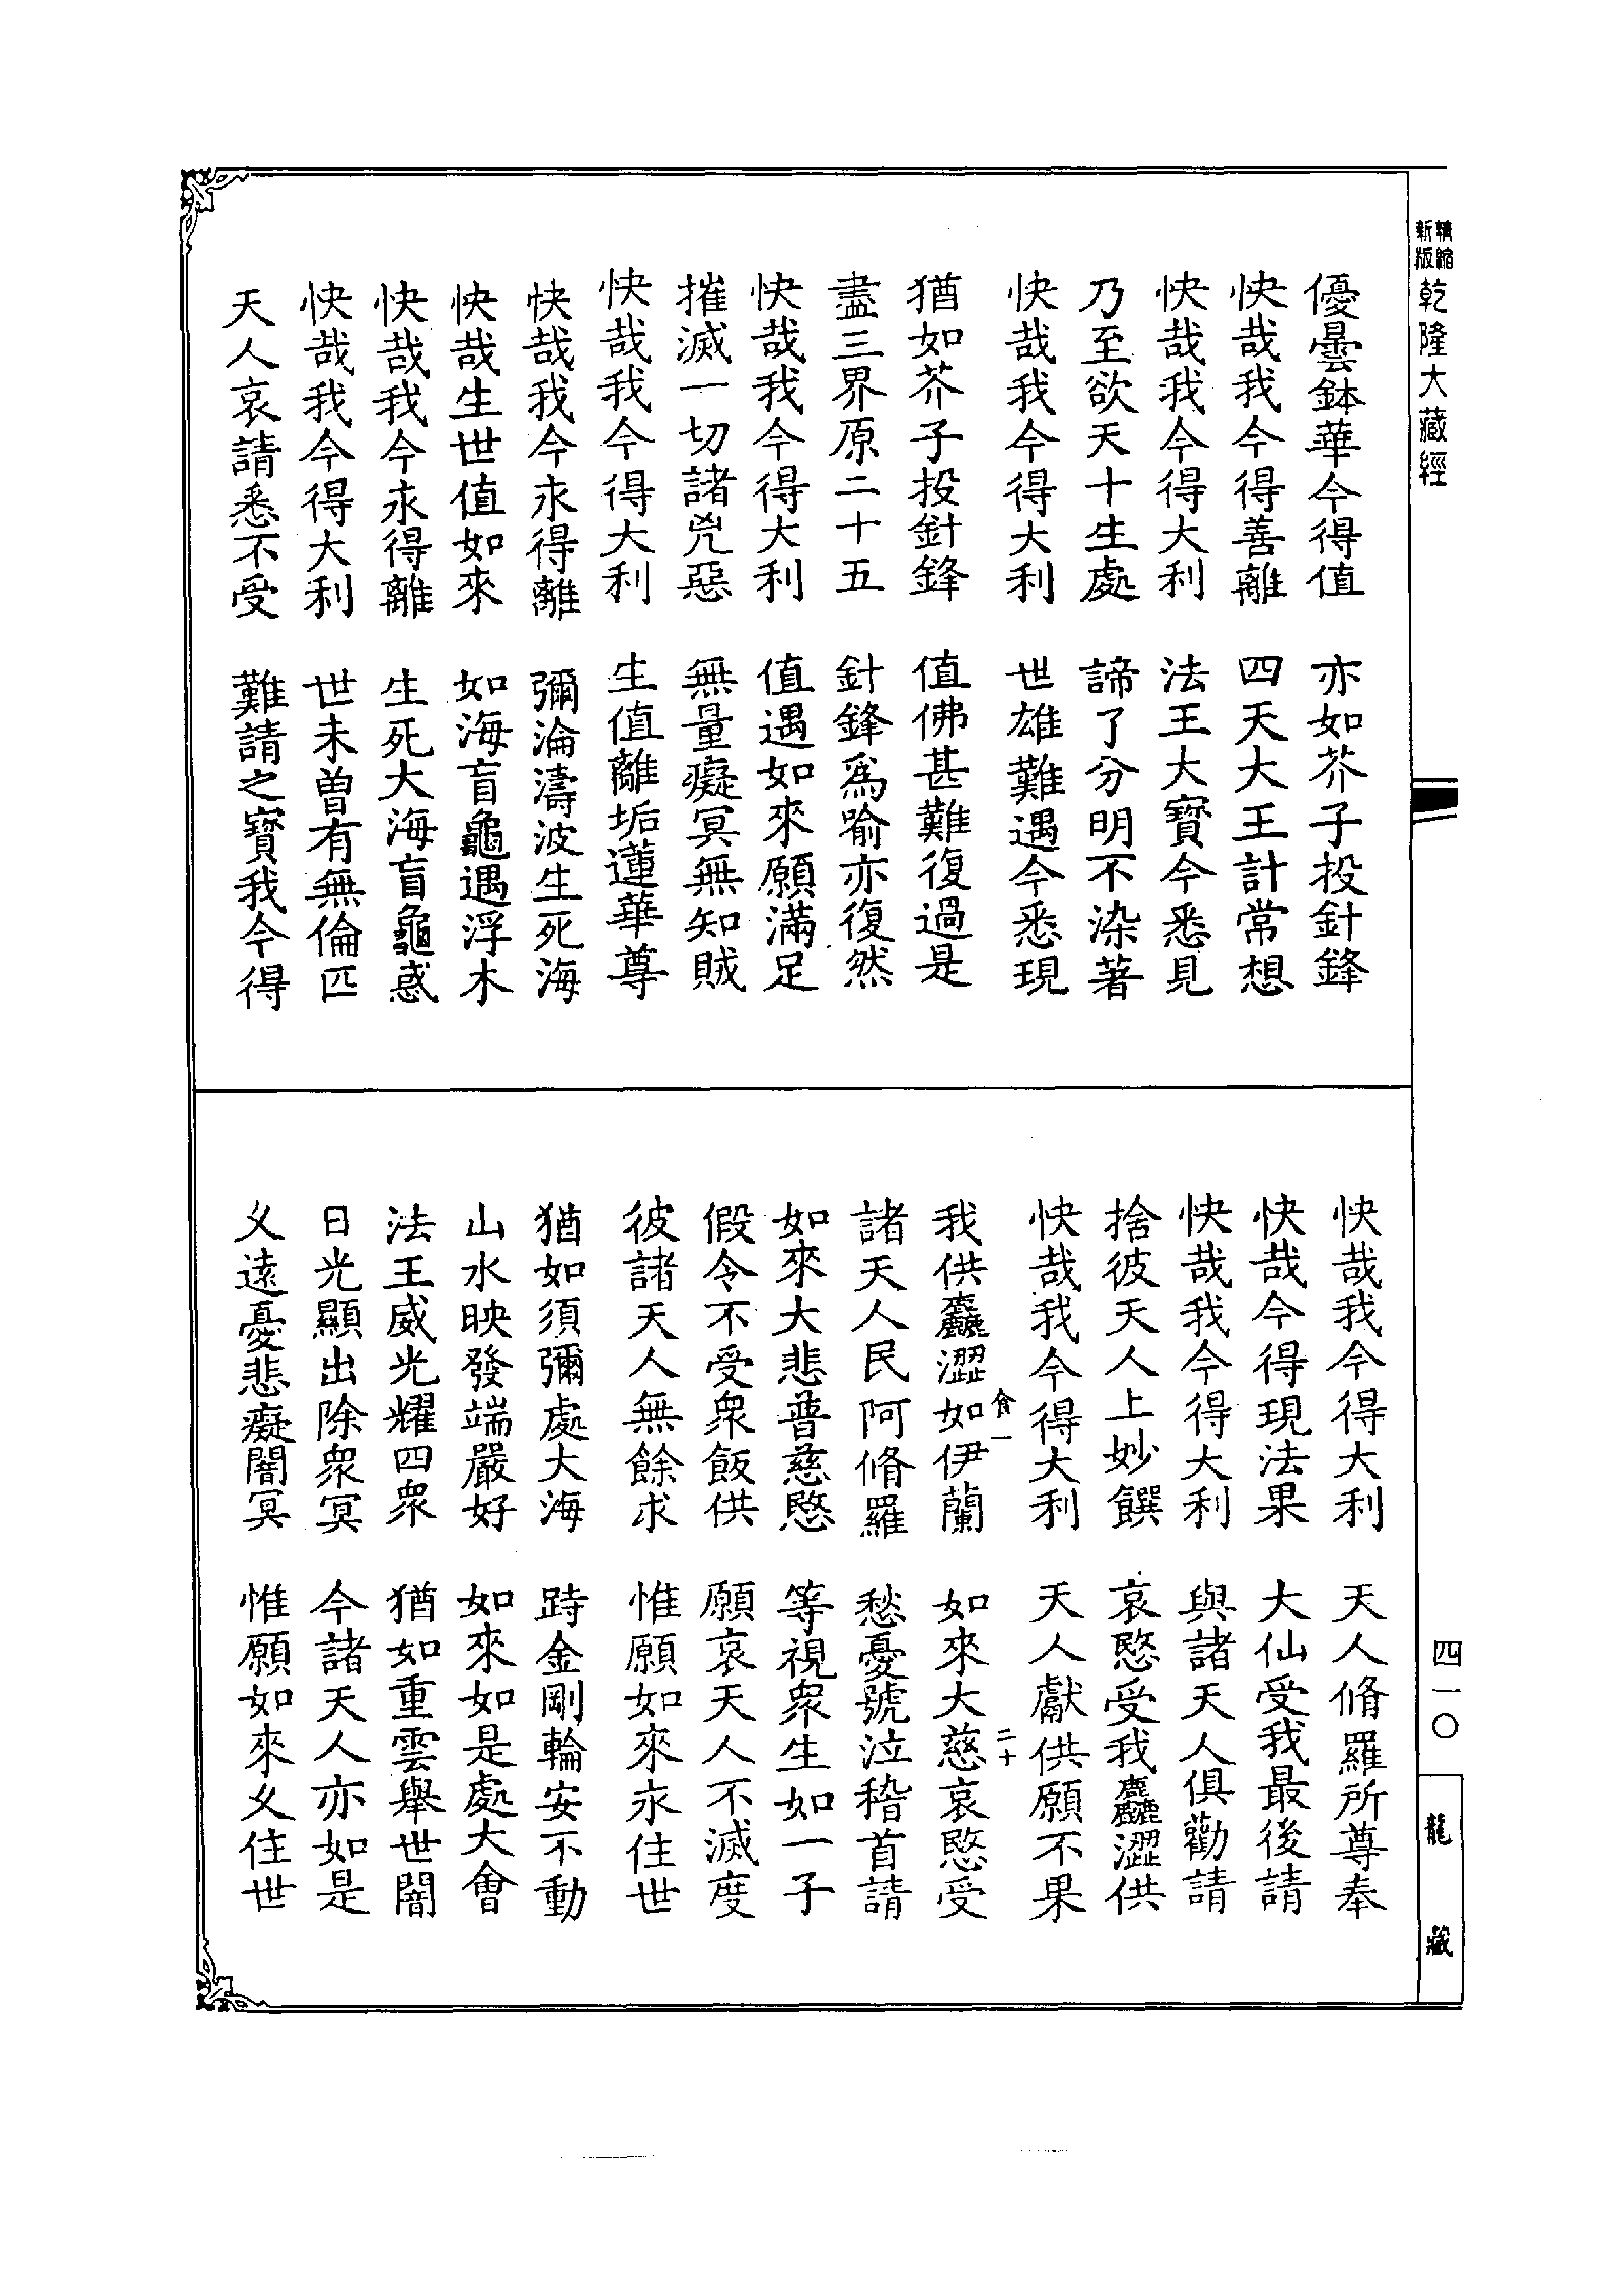 精縮新版乾隆大藏經
優曇鉢華今得值　亦如芥子投針鋒
快哉我今得善離　四天大王計常想
快哉我今得大利　法王大寶今悉見
乃至欲天十生處　諦了分明不染著
快哉我今得大利　世雄難遇今悉現
猶如芥子投針鋒　值佛甚難復過是
盡三界原二十五　針鋒爲喻亦復然
快哉我今得大利　值遇如來願滿足
摧滅一切諸兇惡　無量癡冥無知賊
快哉我今得大利　生值離垢蓮華尊
快哉我今永得離　彌淪濤波生死海
快哉生世值如來　如海盲龜遇浮木
快哉我今永得離　生死大海盲龜惑
快哉我今得大利　世未曾有無倫匹
天人哀請悉不受　難請之寶我今得
快哉我今得大利　天人脩羅所尊奉
快哉今得現法果　大仙受我最後請
快哉我今得大利　與諸天人俱勸請
捨彼天人上妙饌　哀愍受我麤澀供
快哉我今得大利　天人獻供願不果
食一　二十
我供麤澀如伊蘭　如來大慈哀愍受
諸天人民阿脩羅　愁憂號泣稽首請
如來大悲普慈愍　等視衆生如一子
假令不受衆飯供　願哀天人不滅度
彼諸天人無餘求　惟願如來永住世
猶如須彌處大海　跱金剛輪安不動
山水映發端嚴好　如來如是處大會
法王威光耀四衆　猶如重雲舉世闇
日光顯出除衆冥　今諸天人亦如是
乆遠憂悲癡闇冥　惟願如來乆住世
四一〇
龍藏